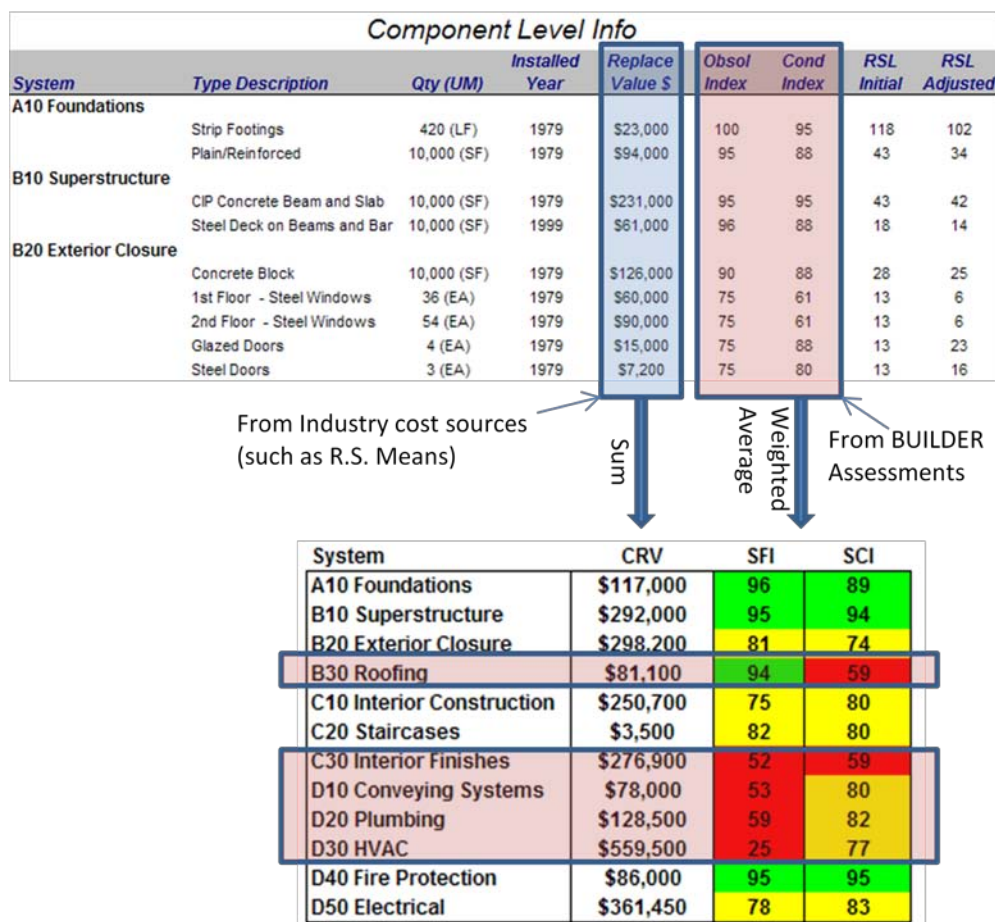 Component Level Info
System Type Description Qty (UM) Installed Year Replace Value $ Obsol Index Cond Index RSL Initial RSL Adjusted
A10 Foundations
Strip Footings 420 (LF) 1979 $23,000 100 95 118 102
Plain/Reinforced 10,000 (SF) 1979 $94,000 95 88 43 34
B10 Superstructure
CIP Concrete Beam and Slab 10,000 (SF) 1979 $231,000 95 95 43 42
Steel Deck on Beams and Bar 10,000 (SF) 1999 $61,000 96 88 18 14
B20 Exterior Closure
Concrete Block 10,000 (SF) 1979 $126,000 90 88 28 25
1st Floor - Steel Windows 36 (EA) 1979 $60,000 75 61 13 6
2nd Floor - Steel Windows 54 (EA) 1979 $90,000 75 61 13 6
Glazed Doors 4 (EA) 1979 $15,000 75 88 13 23
Steel Doors 3 (EA) 1979 $7,200 75 80 13 16
From Industry cost sources
(such as R.S. Means)
Sum
Weighted
Average
From BUILDER
Assessments
System CRV SFI SCI
A10 Foundations $117,000 96 89
B10 Superstructure $292,000 95 94
B20 Exterior Closure $298,200 81 74
B30 Roofing $81,100 94 59
C10 Interior Construction $250,700 75 80
C20 Staircases $3,500 82 80
C30 Interior Finishes $276,900 52 59
D10 Conveying Systems $78,000 53 80
D20 Plumbing $128,500 59 82
D30 HVAC $559,500 25 77
D40 Fire Protection $86,000 95 95
D50 Electrical $361,450 78 83